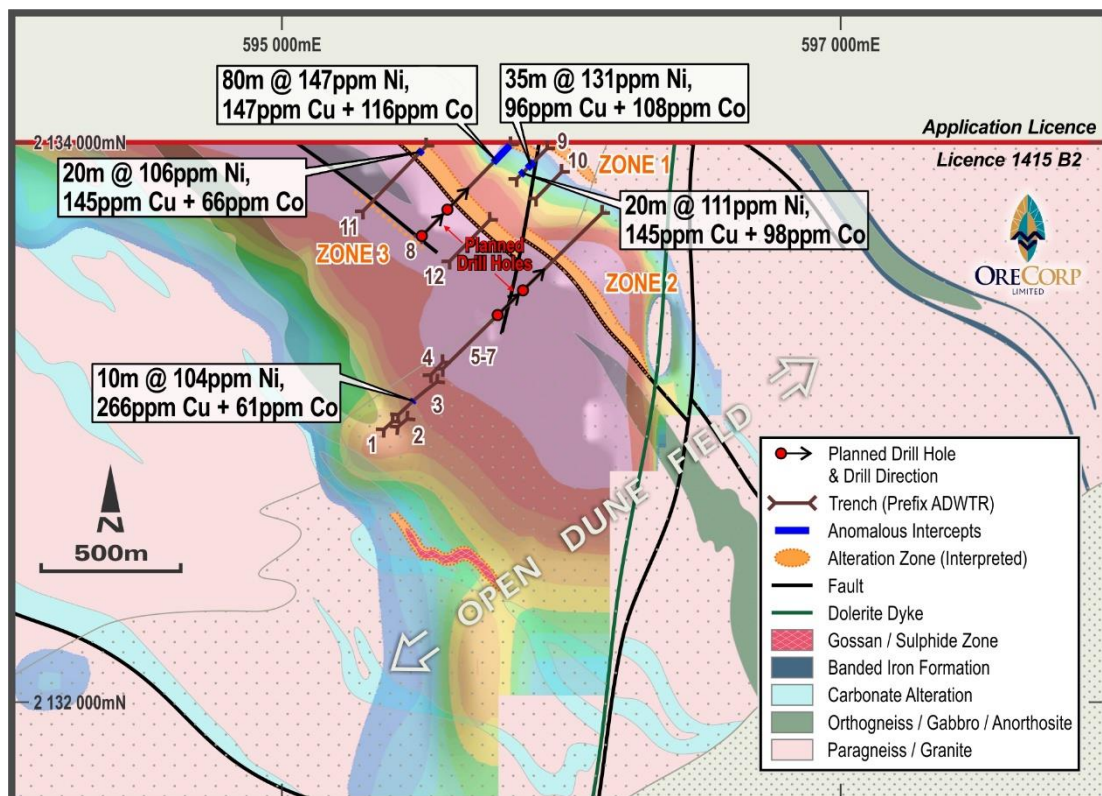 595 000mE
597 000mE
80m @ 147ppm Ni,
147ppm Cu + 116ppm Co
35m @ 131ppm Ni,
96ppm Cu + 108ppm Co
2 134 000mN
Application Licence
Licence 1415 B2
9
10
ZONE 1
20m @ 106ppm Ni,
145ppm Cu + 66ppm Co
20m @ 111ppm Ni,
145ppm Cu + 98ppm Co
11
ZONE 3
8
12
Planned
Drill Holes
ZONE 2
ORECORP
LIMITED
4
5-7
3
10m @ 104ppm Ni,
266ppm Cu + 61ppm Co
1
2
N
500m
OPEN DUNE FIELD
2 132 000mN
Planned Drill Hole
& Drill Direction
Trench (Prefix ADWTR)
Anomalous Intercepts
Alteration Zone (Interpreted)
Fault
Dolerite Dyke
Gossan / Sulphide Zone
Banded Iron Formation
Carbonate Alteration
Orthogneiss / Gabbro / Anorthosite
Paragneiss / Granite